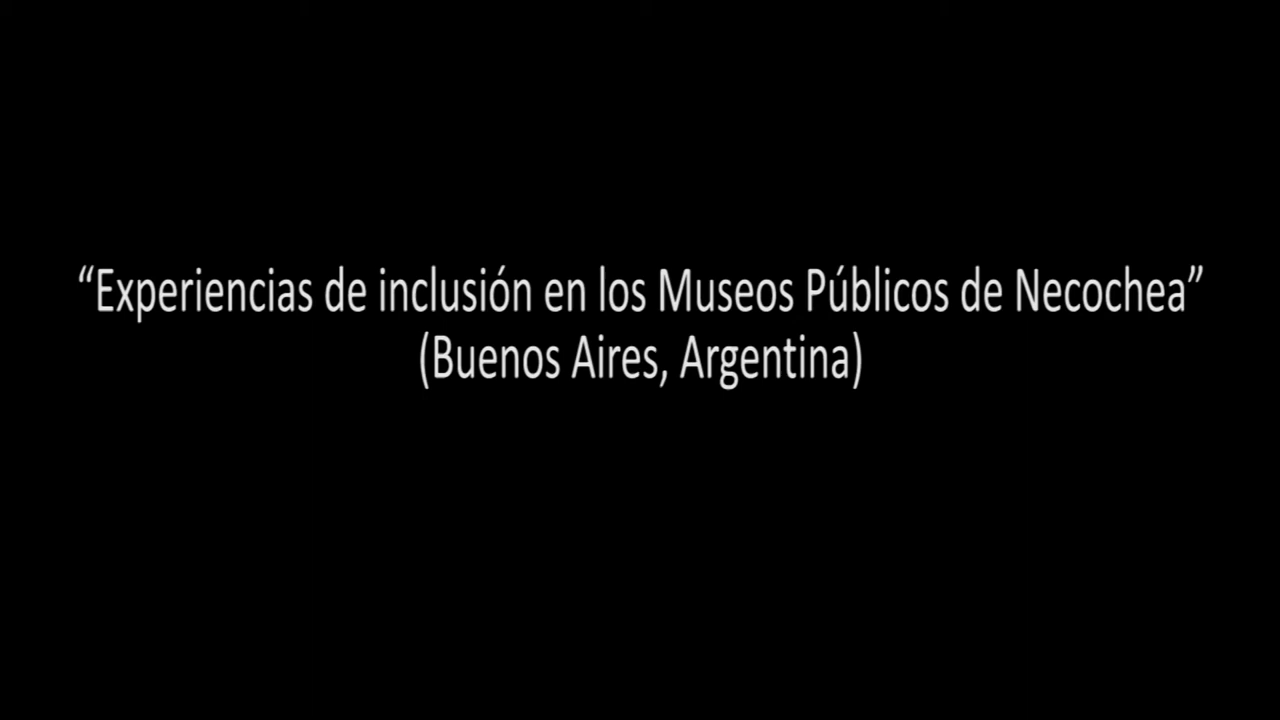 “Experiencias de inclusión en los Museos Públicos de Necochea”
(Buenos Aires, Argentina)